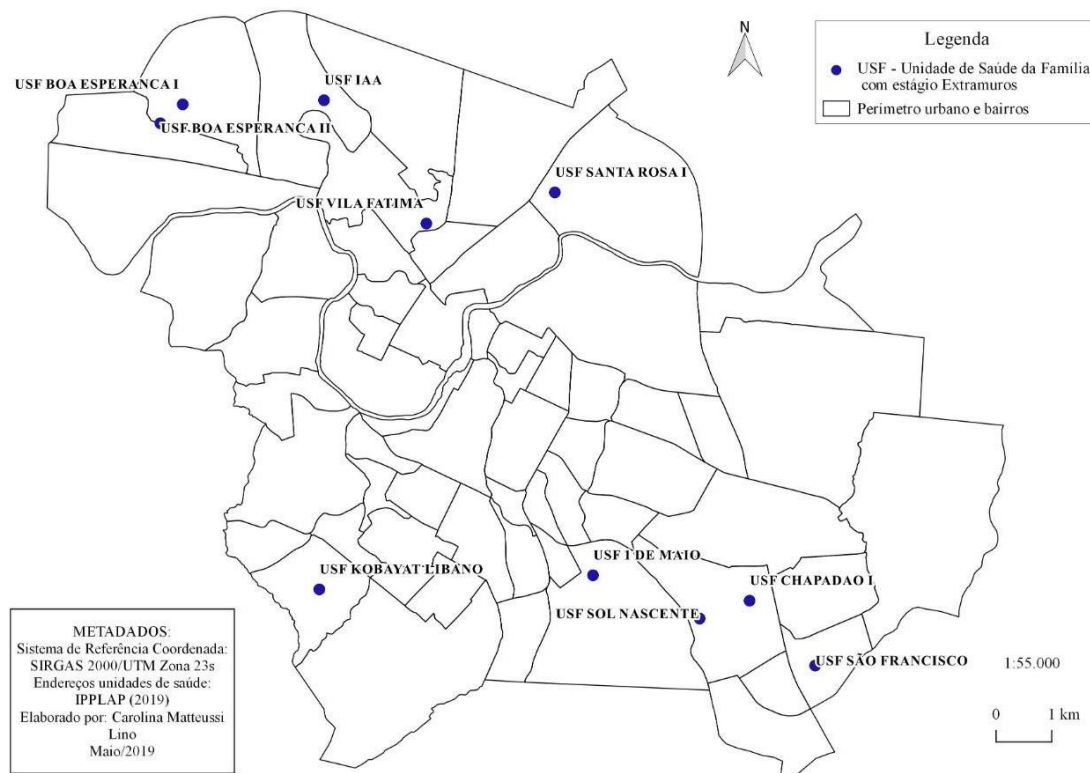 N
Legenda
USF - Unidade de Saúde da Familia
com estágio Extramuros
Perimetro urbano e bairros
USF BOA ESPERANCA I
USF BOA ESPERANCA II
USF IAA
USF SANTA ROSA I
USF VILA FATIMA
USF 1 DE MAIO
USF KOBAYAT LIBANO
USF CHAPADAO I
USF SOL NASCENTE
USF SÃO FRANCISCO
METADADOS:
Sistema de Referência Coordenada:
SIRGAS 2000/UTM Zona 23s
Endereços unidades de saúde:
IPPLAP (2019)
Elaborado por: Carolina Matteussi
Lino
Maio/2019
1:55.000
0 1 km